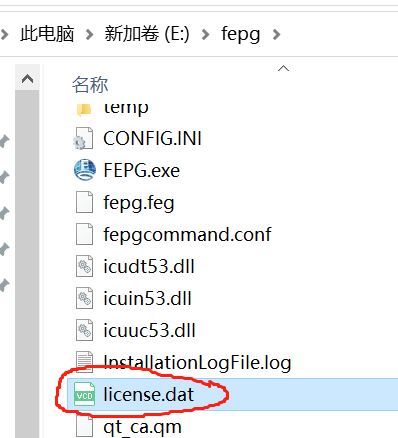 此电脑 > 新加卷 (E:) > fepg >
名称
temp
CONFIG.INI
FEPG.exe
fepg.feg
fepgcommand.conf
icudt53.dll
icuin53.dll
icuuc53.dll
InstallationLogFile.log
VCD license.dat
qt_ca.qm